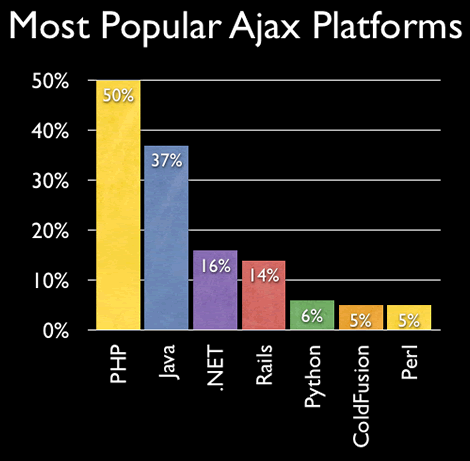 Most Popular Ajax Platforms
50%
40%
30%
20%
10%
0%
50%
37%
16%
14%
6%
5%
5%
PHP
Java
.NET
Rails
Python
ColdFusion
Perl